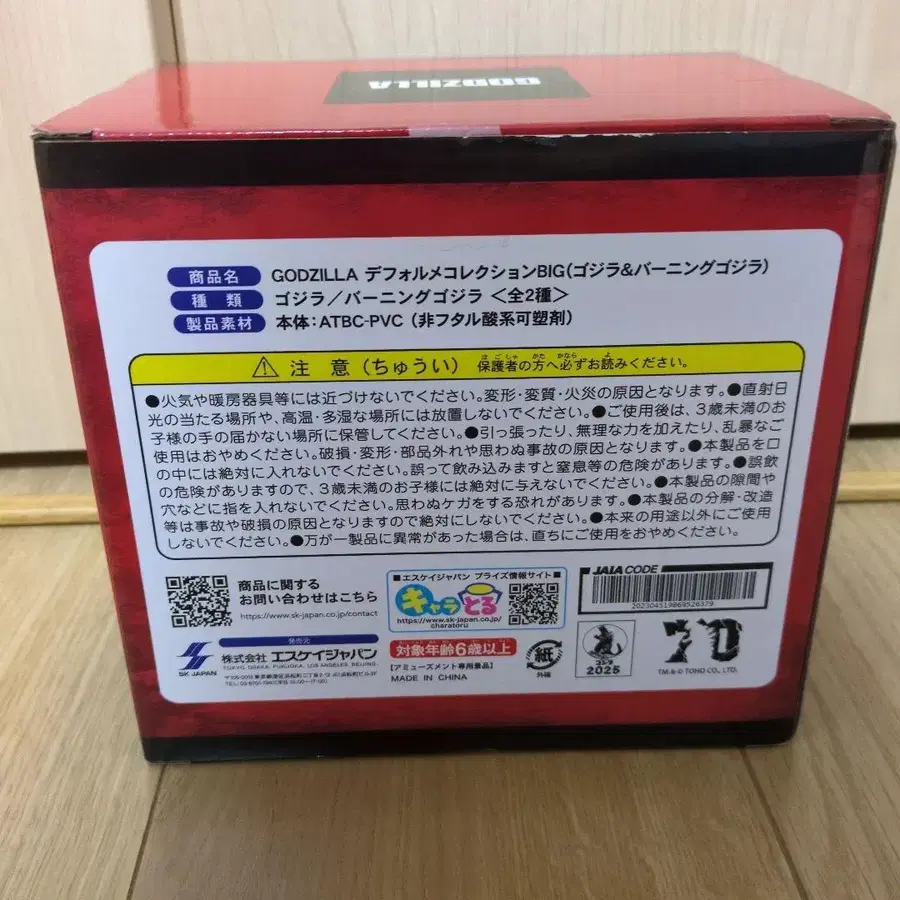 GODZILLA
商品名 GODZILLA デフォルメコレクションBIG(ゴジラ&バーニングゴジラ)
種類 ゴジラ/バーニングゴジラ <全2種>
製品素材 本体:ATBC-PVC(非フタル酸系可塑剤)
注意(ちゅうい) 保護者の方へ必ずお読みください。
●火気や暖房器具等には近づけないでください。変形・変質・火災の原因となります。●直射日
光の当たる場所や、高温・多湿な場所には放置しないでください。●ご使用後は、3歳未満のお
子様の手の届かない場所に保管してください。●引っ張ったり、無理な力を加えたり、乱暴なご
使用はおやめください。破損・変形・部品外れや思わぬ事故の原因となります。●本製品を口
の中には絶対に入れないでください。誤って飲み込みますと窒息等の危険があります。●誤飲
の危険がありますので、3歳未満のお子様には絶対に与えないでください。●本製品の隙間や
穴などに指を入れないでください。思わぬケガをする恐れがあります。●本製品の分解・改造
等は事故や破損の原因となりますので絶対にしないでください。●本来の用途以外にご使用
しないでください。●万が一製品に異常があった場合は、直ちにご使用をおやめください。
商品に関する
お問い合わせはこちら
https://www.sk-japan.co.jp/contact
■エスケイジャパン プライズ情報サイト■
キャラとる
https://www.sk-japan.co.jp/
charatoru
JAIA CODE
202304519869526379
発売元
株式会社エスケイジャパン
SK JAPAN
TOKYO, OSAKA, FUKUOKA, LOS ANGELES, BEIJING.
対象年齢6歳以上
[アミューズメント専用景品]
MADE IN CHINA
紙
外箱
ゴジラ
2025
70
TM & © TOHO CO., LTD.